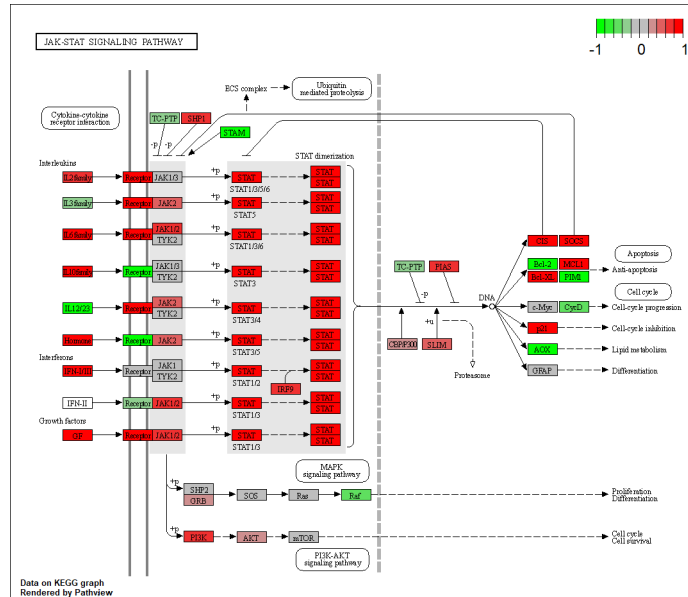 JAK-STAT SIGNALING PATHWAY
-1 0 1
ECS complex
Ubiquitin
mediated proteolysis
Cytokine-cytokine
receptor interaction
TC-PTP SHP1
STAM
-p -p
Interleukins
STAT dimerization
IL2family Receptor JAK1/3 +p STAT STAT
STAT
STAT1/3/5/6
IL3family Receptor JAK2 +p STAT STAT
STAT
STAT5
IL6family Receptor JAK1/2 +p STAT STAT
TYK2 STAT
STAT1/3/6
CIS SOCS
Apoptosis
IL10family Receptor JAK1/3 +p STAT STAT
TYK2 STAT
STAT3
TC-PTP PIAS
Bcl-2 MCL1
Bcl-XL PIM1
Anti-apoptosis
-p
DNA
Cell cycle
IL12/23 Receptor JAK2 +p STAT STAT
TYK2 STAT
STAT3/4
c-Myc CycD Cell-cycle progression
+u
Hormone Receptor JAK2 +p STAT STAT
STAT
STAT3/5
CBP/P300 SLIM
p21 Cell-cycle inhibition
AOX Lipid metabolism
Interferons
IFN-I/III Receptor JAK1 +p STAT STAT
TYK2 STAT
STAT1/2
IRF9
Proteasome
GFAP Differentiation
IFN-II Receptor JAK1/2 +p STAT STAT
STAT
STAT1/3
Growth factors
GF Receptor JAK1/2 +p STAT STAT
STAT
STAT1/3
MAPK
signaling pathway
+p
SHP2
GRB
SOS Ras Raf
Proliferation
Differentiation
+p
PI3K AKT mTOR
Cell cycle
Cell survival
PI3K-AKT
signaling pathway
Data on KEGG graph
Rendered by Pathview